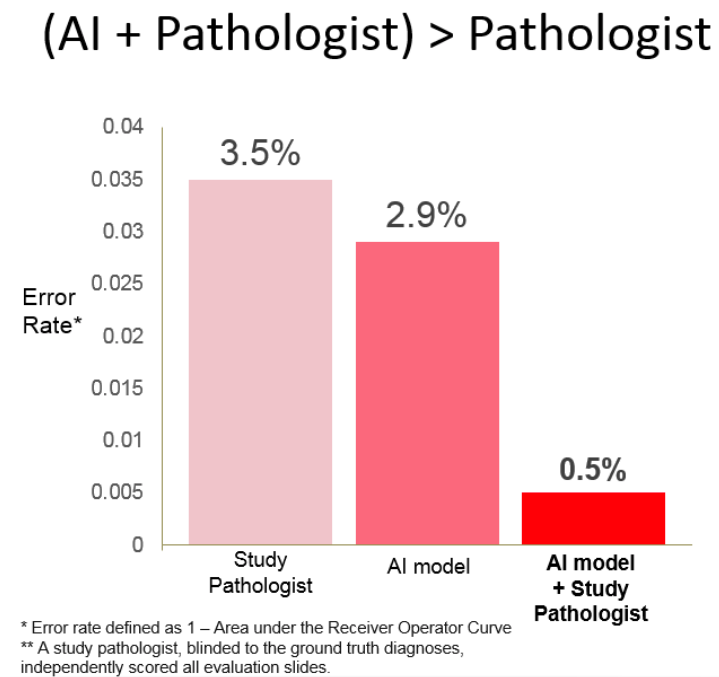 (AI + Pathologist) > Pathologist
0.04
0.035
0.03
0.025
0.02
0.015
0.01
0.005
0
Error
Rate*
3.5%
2.9%
0.5%
Study
Pathologist
AI model
AI model
+ Study
Pathologist
* Error rate defined as 1 – Area under the Receiver Operator Curve
** A study pathologist, blinded to the ground truth diagnoses,
independently scored all evaluation slides.